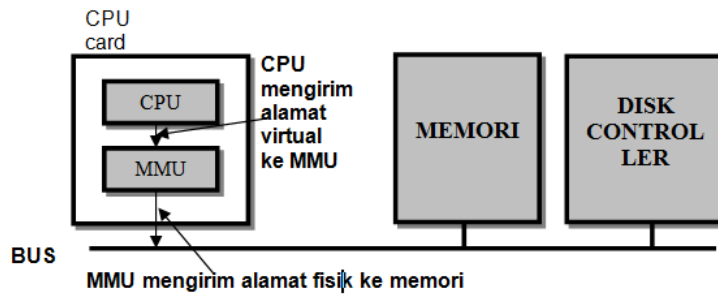 CPU
card
CPU
mengirim
alamat
virtual
ke MMU
CPU
MMU
MEMORI
DISK
CONTROL
LER
BUS
MMU mengirim alamat fisik ke memori